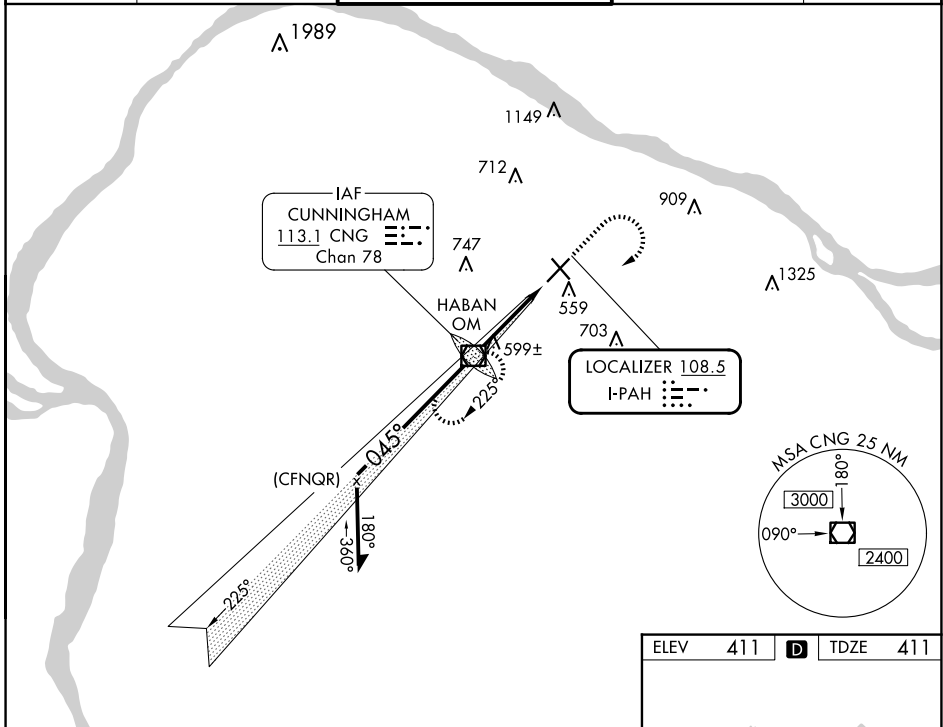 1989
1149
712
909
IAF
CUNNINGHAM
113.1 CNG
Chan 78
747
1325
HABAN
OM
559
703
599±
LOCALIZER 108.5
I-PAH
225°
045°
(CFNQR)
180°
360°
225°
MSA CNG 25 NM
180°
3000
090°
2400
ELEV 411 D TDZE 411